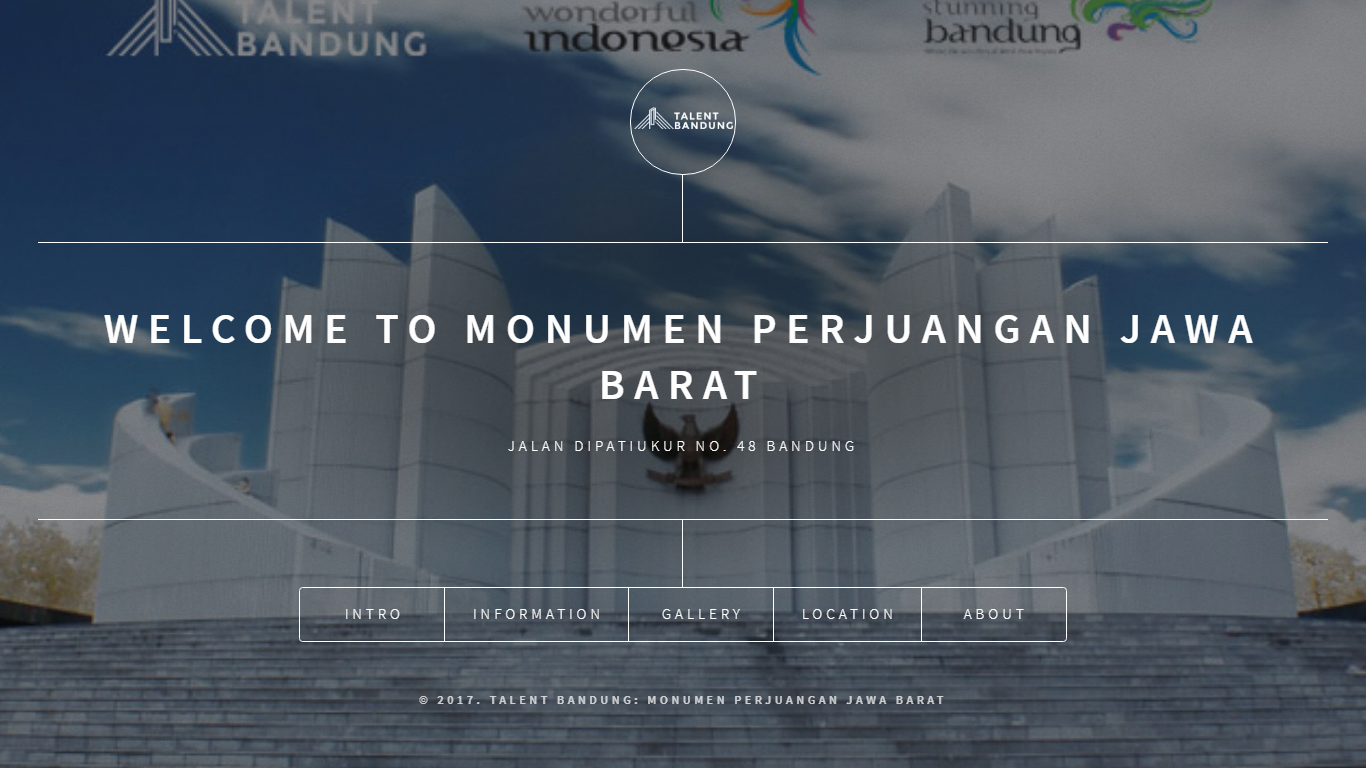 TALENT
BANDUNG
wonderful
indonesia
stunning
bandung
TALENT
BANDUNG
WELCOME TO MONUMEN PERJUANGAN JAWA
BARAT
JALAN DIPATIUKUR NO. 48 BANDUNG
INTRO
INFORMATION
GALLERY
LOCATION
ABOUT
© 2017. TALENT BANDUNG: MONUMEN PERJUANGAN JAWA BARAT